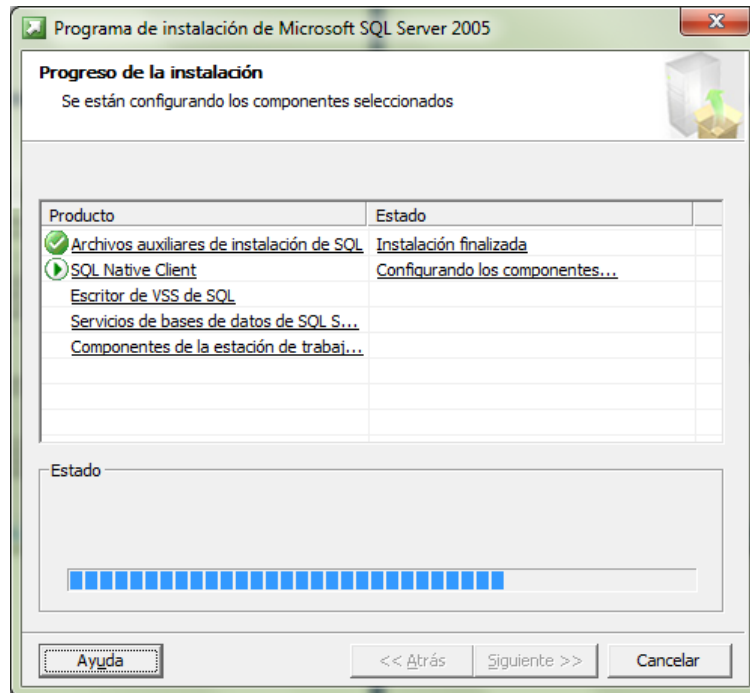 Programa de instalación de Microsoft SQL Server 2005
Progreso de la instalación
Se están configurando los componentes seleccionados
Producto Estado
Archivos auxiliares de instalación de SQL Instalación finalizada
SQL Native Client Configurando los componentes...
Escritor de VSS de SQL
Servicios de bases de datos de SQL S...
Componentes de la estación de trabaj...
Estado
Ayuda << Atrás Siguiente >> Cancelar